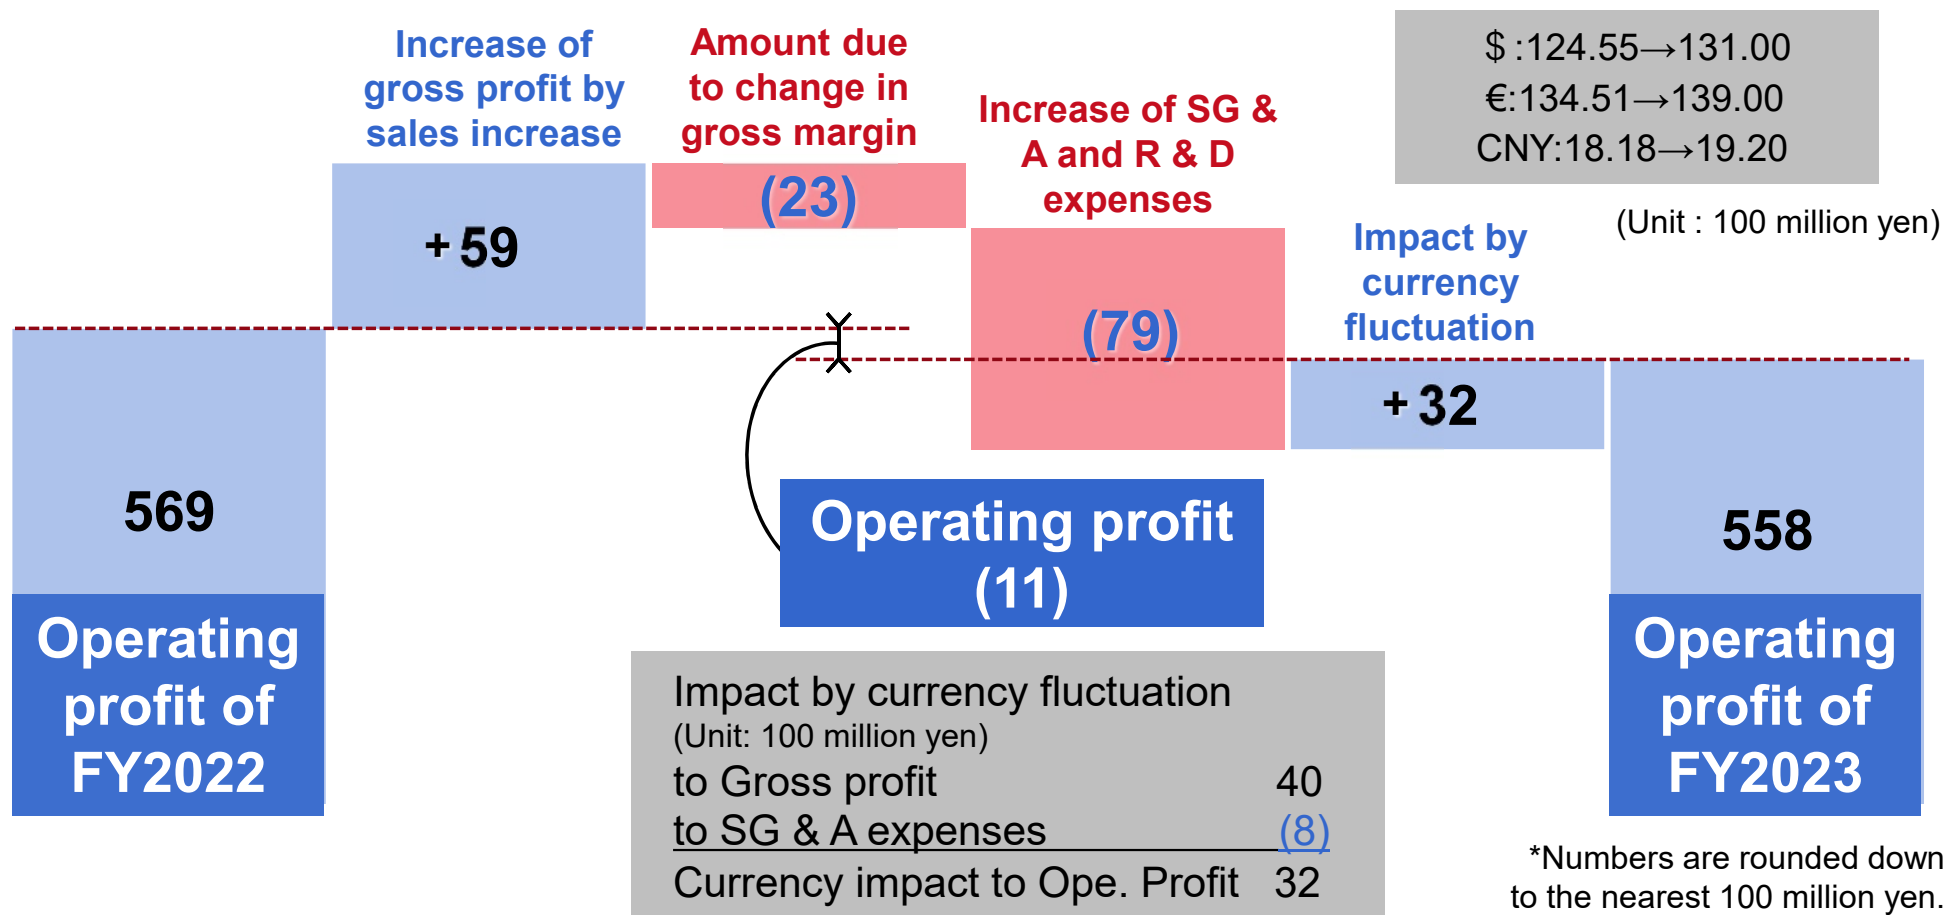 Increase of
gross profit by
sales increase
Amount due
to change in
gross margin
Increase of SG &
A and R & D
expenses
$ :124.55→131.00
€:134.51→139.00
CNY:18.18→19.20
(Unit : 100 million yen)
Impact by
currency
fluctuation
+59
(23)
(79)
+32
569
558
Operating profit
(11)
Operating
profit of
FY2022
Operating
profit of
FY2023
Impact by currency fluctuation
(Unit: 100 million yen)
to Gross profit 40
to SG & A expenses (8)
Currency impact to Ope. Profit 32
*Numbers are rounded down
to the nearest 100 million yen.